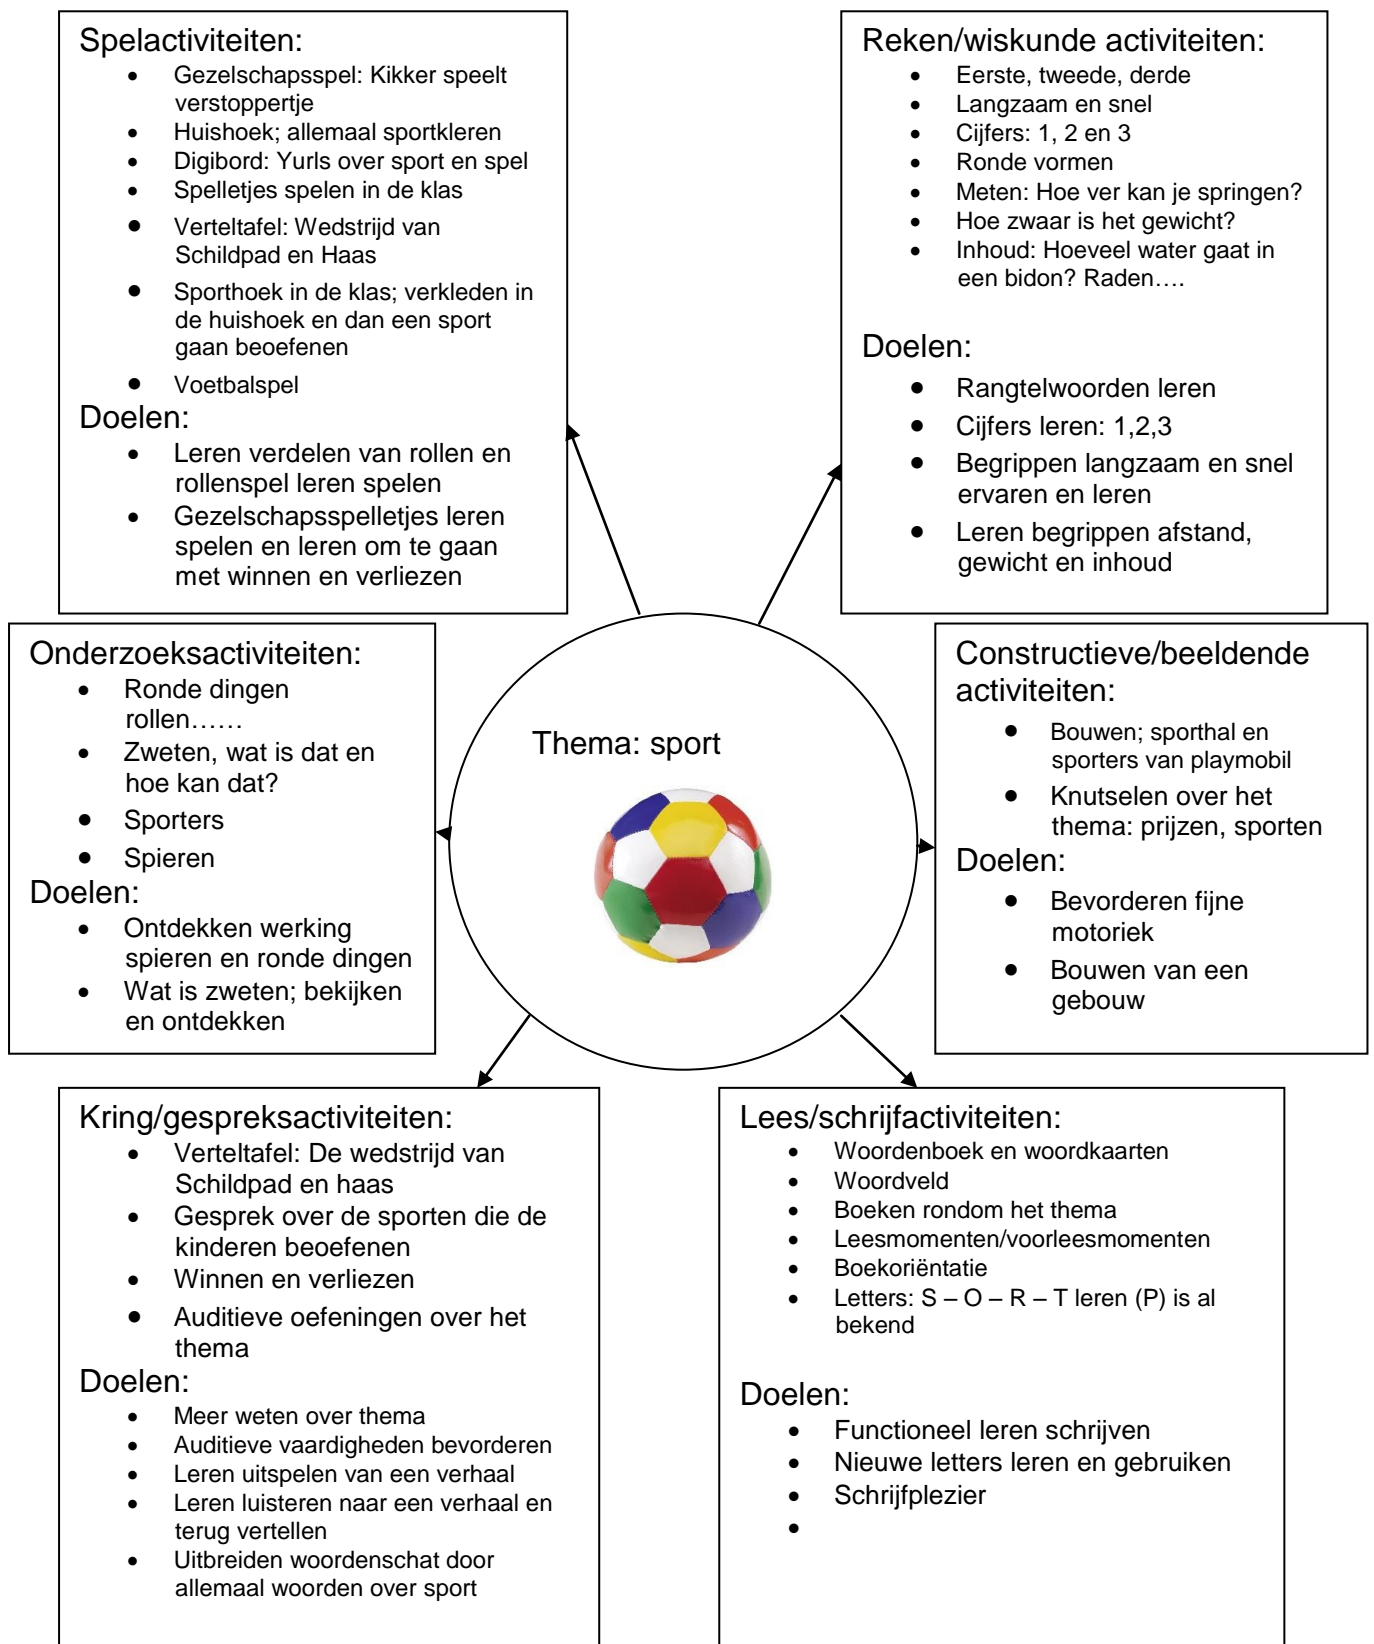 Spelactiviteiten:
• Gezelschapsspel: Kikker speelt
verstoppertje
• Huishoek; allemaal sportkleren
• Digibord: Yurls over sport en spel
• Spelletjes spelen in de klas
• Verteltafel: Wedstrijd van
Schildpad en Haas
• Sporthoek in de klas; verkleden in
de huishoek en dan een sport
gaan beoefenen
• Voetbalspel
Doelen:
• Leren verdelen van rollen en
rollenspel leren spelen
• Gezelschapsspelletjes leren
spelen en leren om te gaan
met winnen en verliezen
Reken/wiskunde activiteiten:
• Eerste, tweede, derde
• Langzaam en snel
• Cijfers: 1, 2 en 3
• Ronde vormen
• Meten: Hoe ver kan je springen?
• Hoe zwaar is het gewicht?
• Inhoud: Hoeveel water gaat in
een bidon? Raden….
Doelen:
• Rangtelwoorden leren
• Cijfers leren: 1,2,3
• Begrippen langzaam en snel
ervaren en leren
• Leren begrippen afstand,
gewicht en inhoud
Onderzoeksactiviteiten:
• Ronde dingen
rollen……
• Zweten, wat is dat en
hoe kan dat?
• Sporters
• Spieren
Doelen:
• Ontdekken werking
spieren en ronde dingen
• Wat is zweten; bekijken
en ontdekken
Thema: sport
Constructieve/beeldende
activiteiten:
• Bouwen; sporthal en
sporters van playmobil
• Knutselen over het
thema: prijzen, sporten
Doelen:
• Bevorderen fijne
motoriek
• Bouwen van een
gebouw
Kring/gespreksactiviteiten:
• Verteltafel: De wedstrijd van
Schildpad en haas
• Gesprek over de sporten die de
kinderen beoefenen
• Winnen en verliezen
• Auditieve oefeningen over het
thema
Doelen:
• Meer weten over thema
• Auditieve vaardigheden bevorderen
• Leren uitspelen van een verhaal
• Leren luisteren naar een verhaal en
terug vertellen
• Uitbreiden woordenschat door
allemaal woorden over sport
Lees/schrijfactiviteiten:
• Woordenboek en woordkaarten
• Woordveld
• Boeken rondom het thema
• Leesmomenten/voorleesmomenten
• Boekoriëntatie
• Letters: S – O – R – T leren (P) is al
bekend
Doelen:
• Functioneel leren schrijven
• Nieuwe letters leren en gebruiken
• Schrijfplezier
•